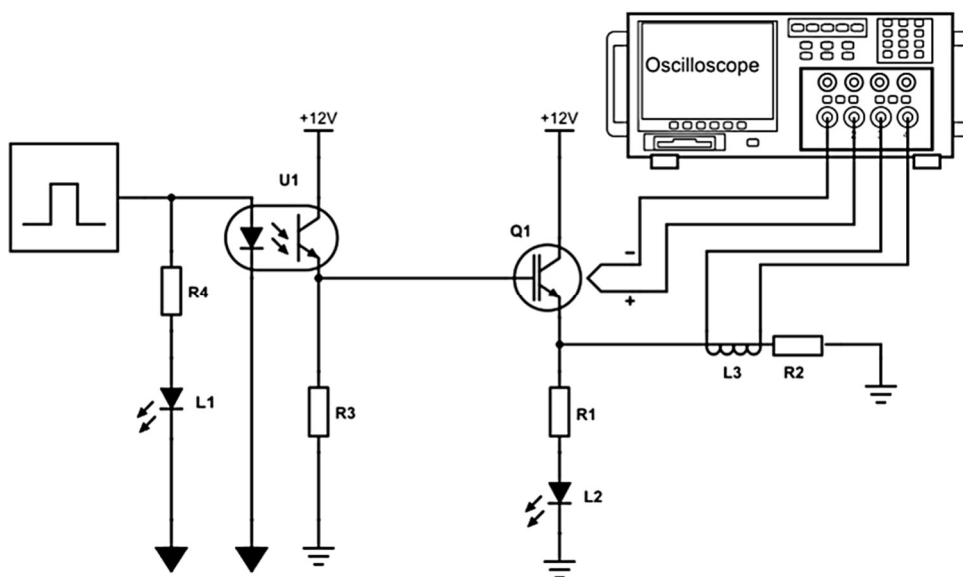 Oscilloscope
+12V
+12V
U1
Q1
-
+
R4
L3
R2
L1
R3
R1
L2